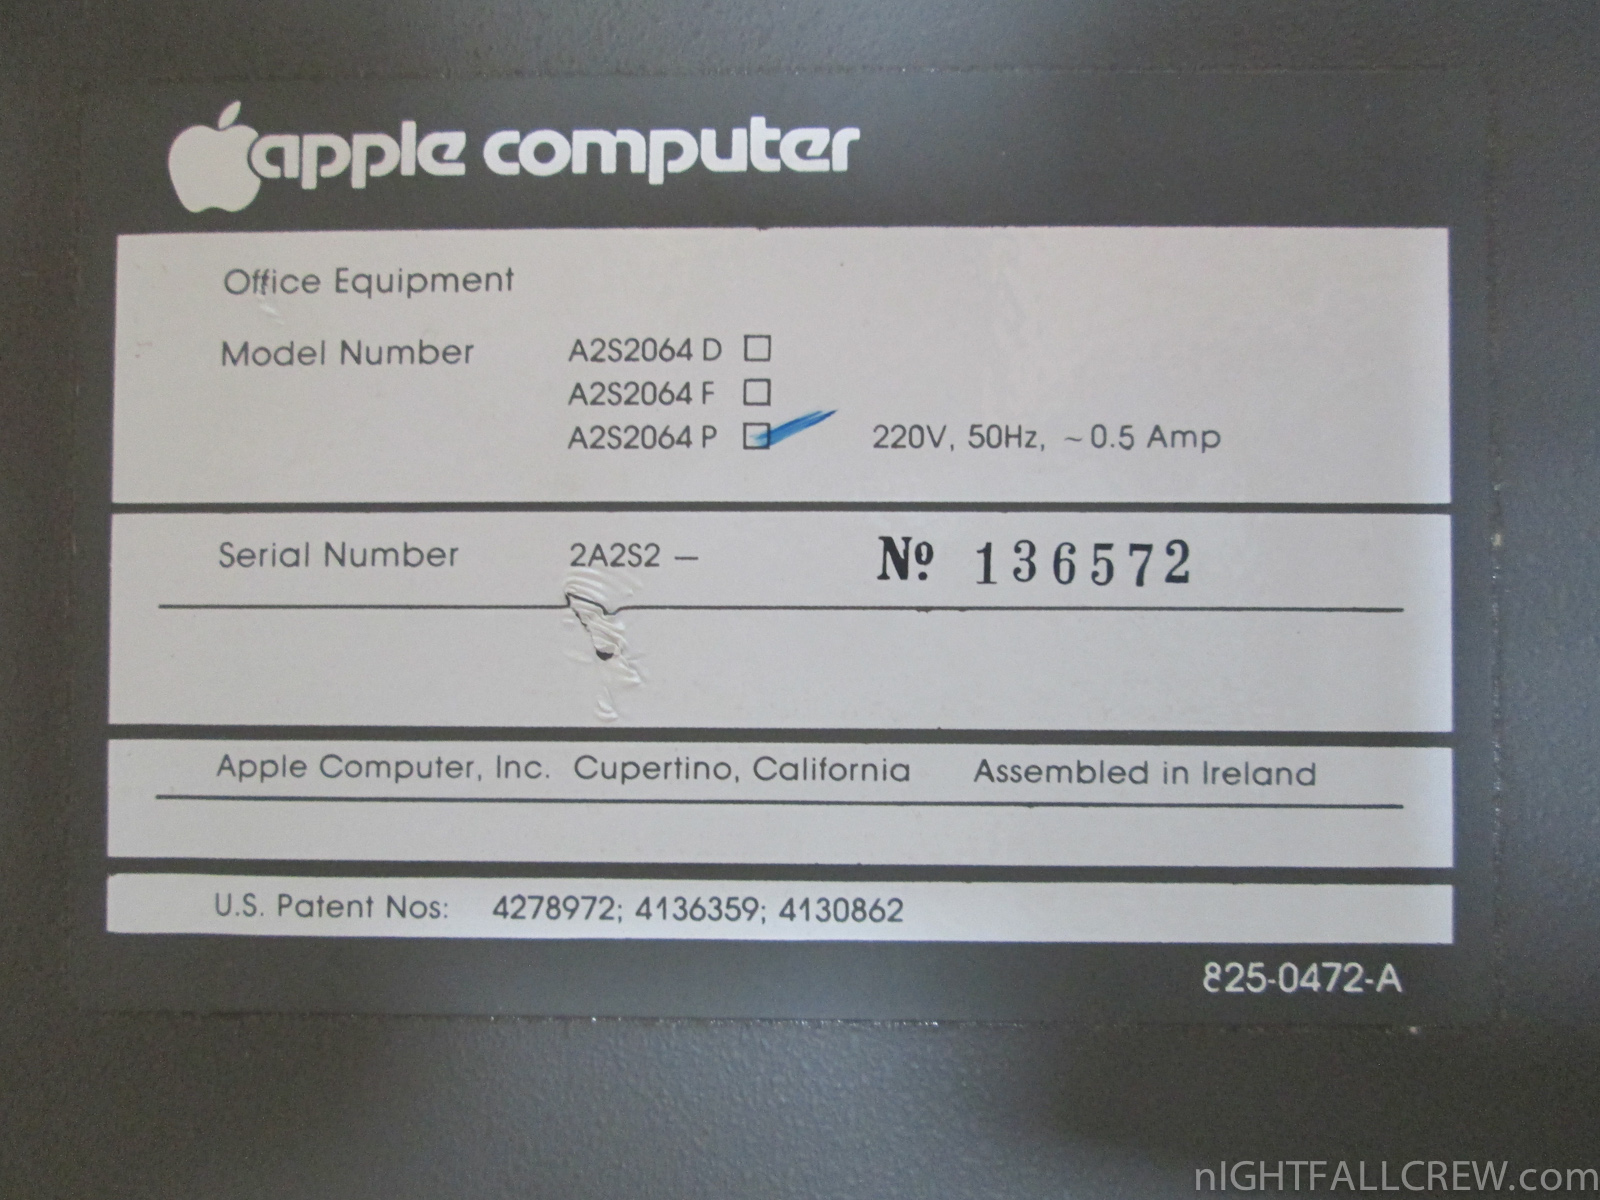 apple computer
Office Equipment
Model Number A2S2064 D
A2S2064 F
A2S2064 P 220V, 50Hz, ~ 0.5 Amp
Serial Number 2A2S2 — Nº 136572
Apple Computer, Inc. Cupertino, California Assembled in Ireland
U.S. Patent Nos: 4278972; 4136359; 4130862
825-0472-A
nIGHTFALLCREW.com